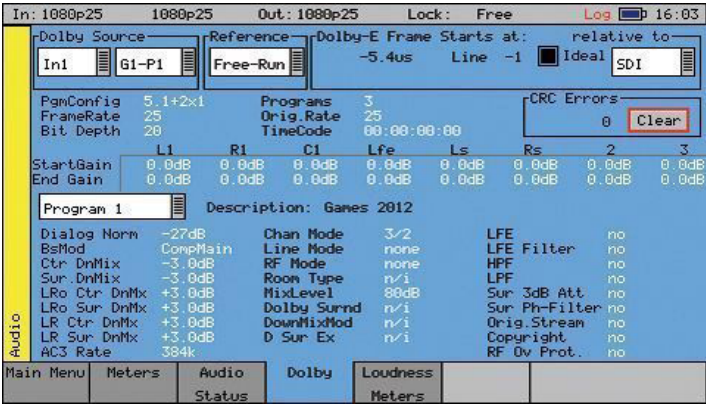 In: 1080p25 1080p25 Out: 1080p25 Lock: Free Log 16:03
Dolby Source Reference Dolby-E Frame Starts at: relative to
In1 G1-P1 Free-Run -5.4us Line -1 Ideal SDI
PgmConfig 5.1+2x1 Programs 3 CRC Errors
FrameRate 25 Orig.Rate 25 0 Clear
Bit Depth 20 TimeCode 00:00:00:00
L1 R1 C1 Lfe Ls Rs 2 3
StartGain 0.0dB 0.0dB 0.0dB 0.0dB 0.0dB 0.0dB 0.0dB 0.0dB
End Gain 0.0dB 0.0dB 0.0dB 0.0dB 0.0dB 0.0dB 0.0dB 0.0dB
Program 1 Description: Games 2012
Dialog Norm -27dB Chan Mode 3/2 LFE no
BsMod CompMain Line Mode none LFE Filter no
Ctr DnMix -3.0dB RF Mode none HPF no
Sur.DnMix -3.0dB Room Type n/i LPF no
LRo Ctr DnMx +3.0dB MixLevel 80dB Sur 3dB Att no
LRo Sur DnMx +3.0dB Dolby Surnd n/i Sur Ph-Filter no
LR Ctr DnMx +3.0dB DownMixMod n/i Orig.Stream no
LR Sur DnMx +3.0dB D Sur Ex n/i Copyright no
AC3 Rate 384k RF Ov Prot. no
Audio
Main Menu Meters Audio Status Dolby Loudness Meters